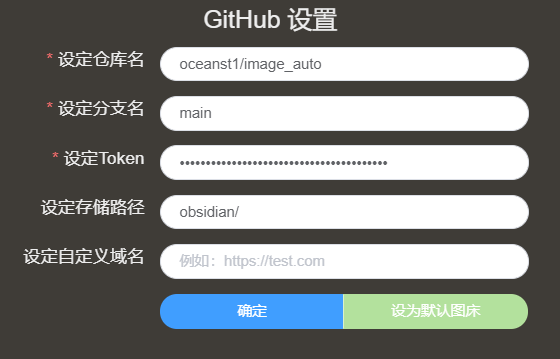 GitHub 设置
* 设定仓库名 oceanst1/image_auto
* 设定分支名 main
* 设定Token ••••••••••••••••••••••••••••••••••••••••
设定存储路径 obsidian/
设定自定义域名 例如：https://test.com
确定 设为默认图床